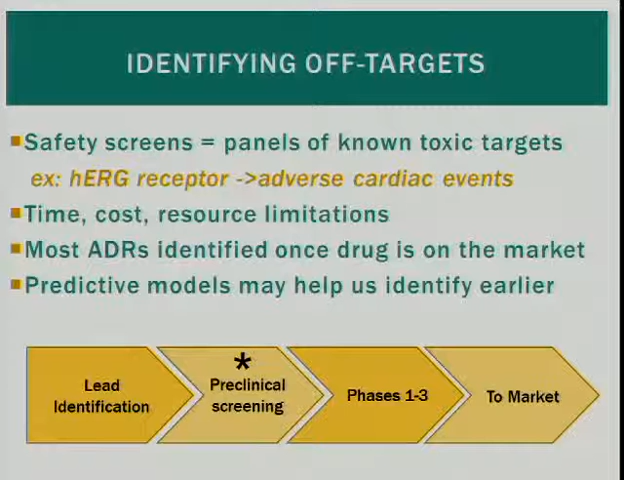 IDENTIFYING OFF-TARGETS
Safety screens = panels of known toxic targets
ex: hERG receptor ->adverse cardiac events
Time, cost, resource limitations
Most ADRs identified once drug is on the market
Predictive models may help us identify earlier
*
Lead
Identification
Preclinical
screening
Phases 1-3
To Market